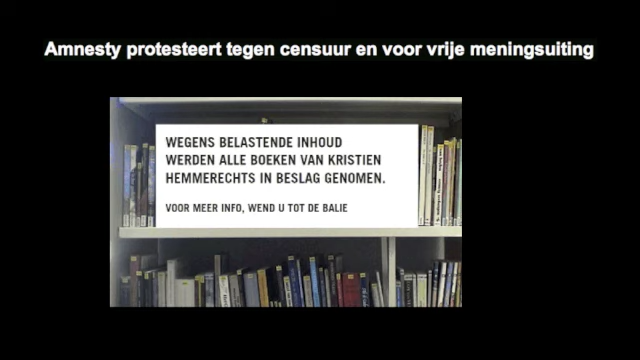 Amnesty protesteert tegen censuur en voor vrije meningsuiting
WEGENS BELASTENDE INHOUD
WERDEN ALLE BOEKEN VAN KRISTIEN
HEMMERECHTS IN BESLAG GENOMEN.
VOOR MEER INFO, WEND U TOT DE BALIE